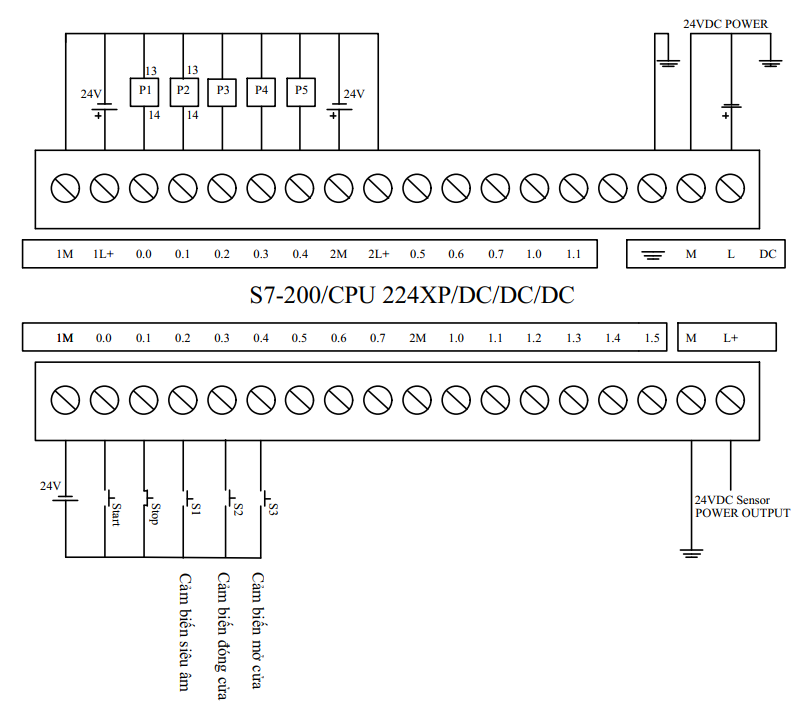 24VDC POWER
13 13
24V P1 P2 P3 P4 P5 24V
+ 14 14 + +
1M 1L+ 0.0 0.1 0.2 0.3 0.4 2M 2L+ 0.5 0.6 0.7 1.0 1.1 M L DC
S7-200/CPU 224XP/DC/DC/DC
1M 0.0 0.1 0.2 0.3 0.4 0.5 0.6 0.7 2M 1.0 1.1 1.2 1.3 1.4 1.5 M L+
24V
Start
Stop
S1
S2
S3
24VDC Sensor
POWER OUTPUT
Cảm biến siêu âm
Cảm biến đóng cửa
Cảm biến mở cửa